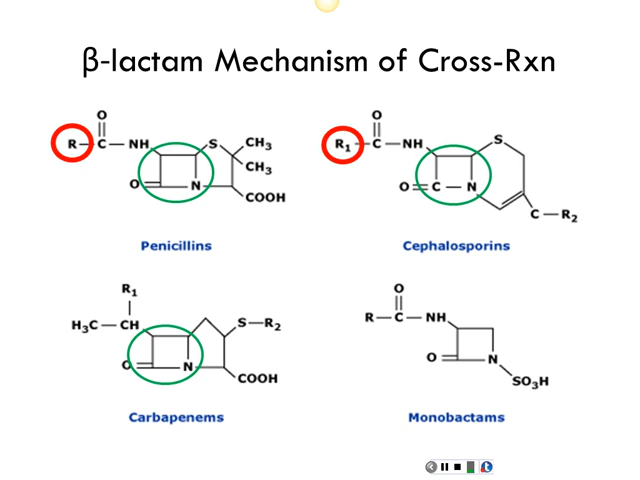 β-lactam Mechanism of Cross-Rxn
O
R C NH S CH3
CH3
O N
COOH
Penicillins
O
R1 C NH S
O C N
C R2
Cephalosporins
R1
H3C CH S R2
O N
COOH
Carbapenems
O
R C NH
O N
SO3H
Monobactams
t